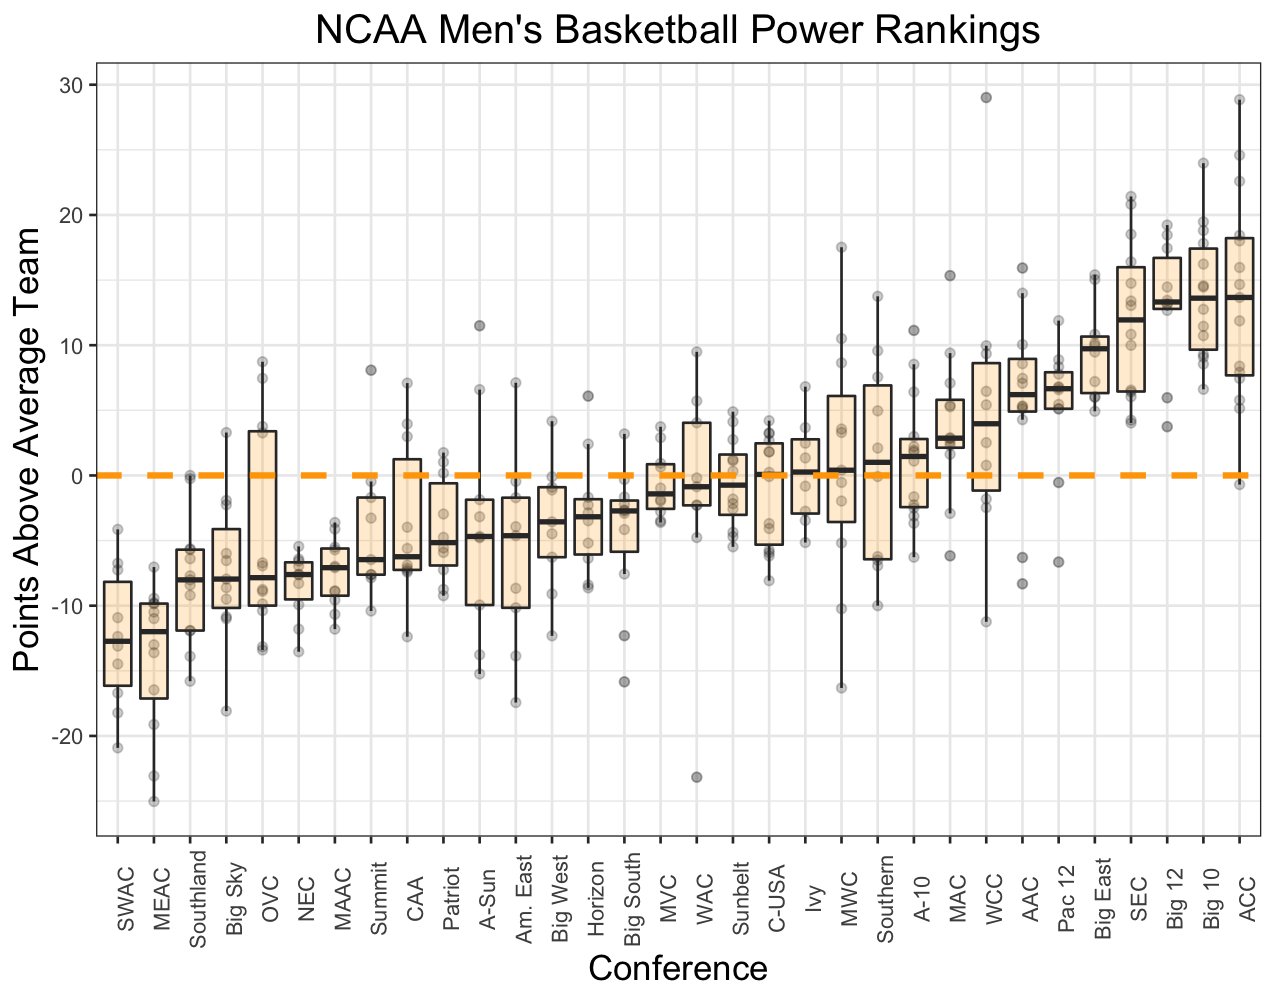 NCAA Men's Basketball Power Rankings
Points Above Average Team
30
20
10
0
-10
-20
SWAC
MEAC
Southland
Big Sky
OVC
NEC
MAAC
Summit
CAA
Patriot
A-Sun
Am. East
Big West
Horizon
Big South
MVC
WAC
Sunbelt
C-USA
Ivy
MWC
Southern
A-10
MAC
WCC
AAC
Pac 12
Big East
SEC
Big 12
Big 10
ACC
Conference